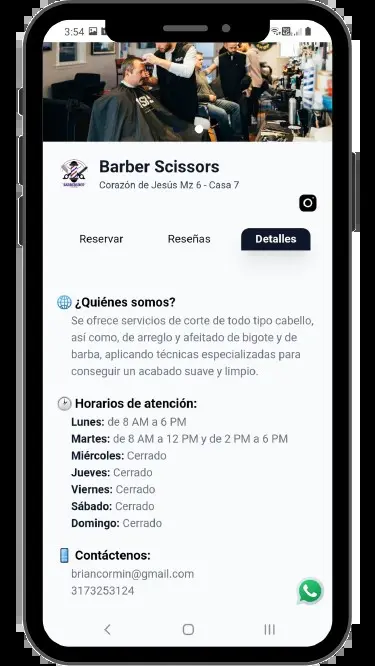 3:54
Barber Scissors
Corazón de Jesús Mz 6 - Casa 7
Reservar
Reseñas
Detalles
🌐 ¿Quiénes somos?
Se ofrece servicios de corte de todo tipo cabello,
así como, de arreglo y afeitado de bigote y de
barba, aplicando técnicas especializadas para
conseguir un acabado suave y limpio.
🕑 Horarios de atención:
Lunes: de 8 AM a 6 PM
Martes: de 8 AM a 12 PM y de 2 PM a 6 PM
Miércoles: Cerrado
Jueves: Cerrado
Viernes: Cerrado
Sábado: Cerrado
Domingo: Cerrado
📱 Contáctenos:
briancormin@gmail.com
3173253124